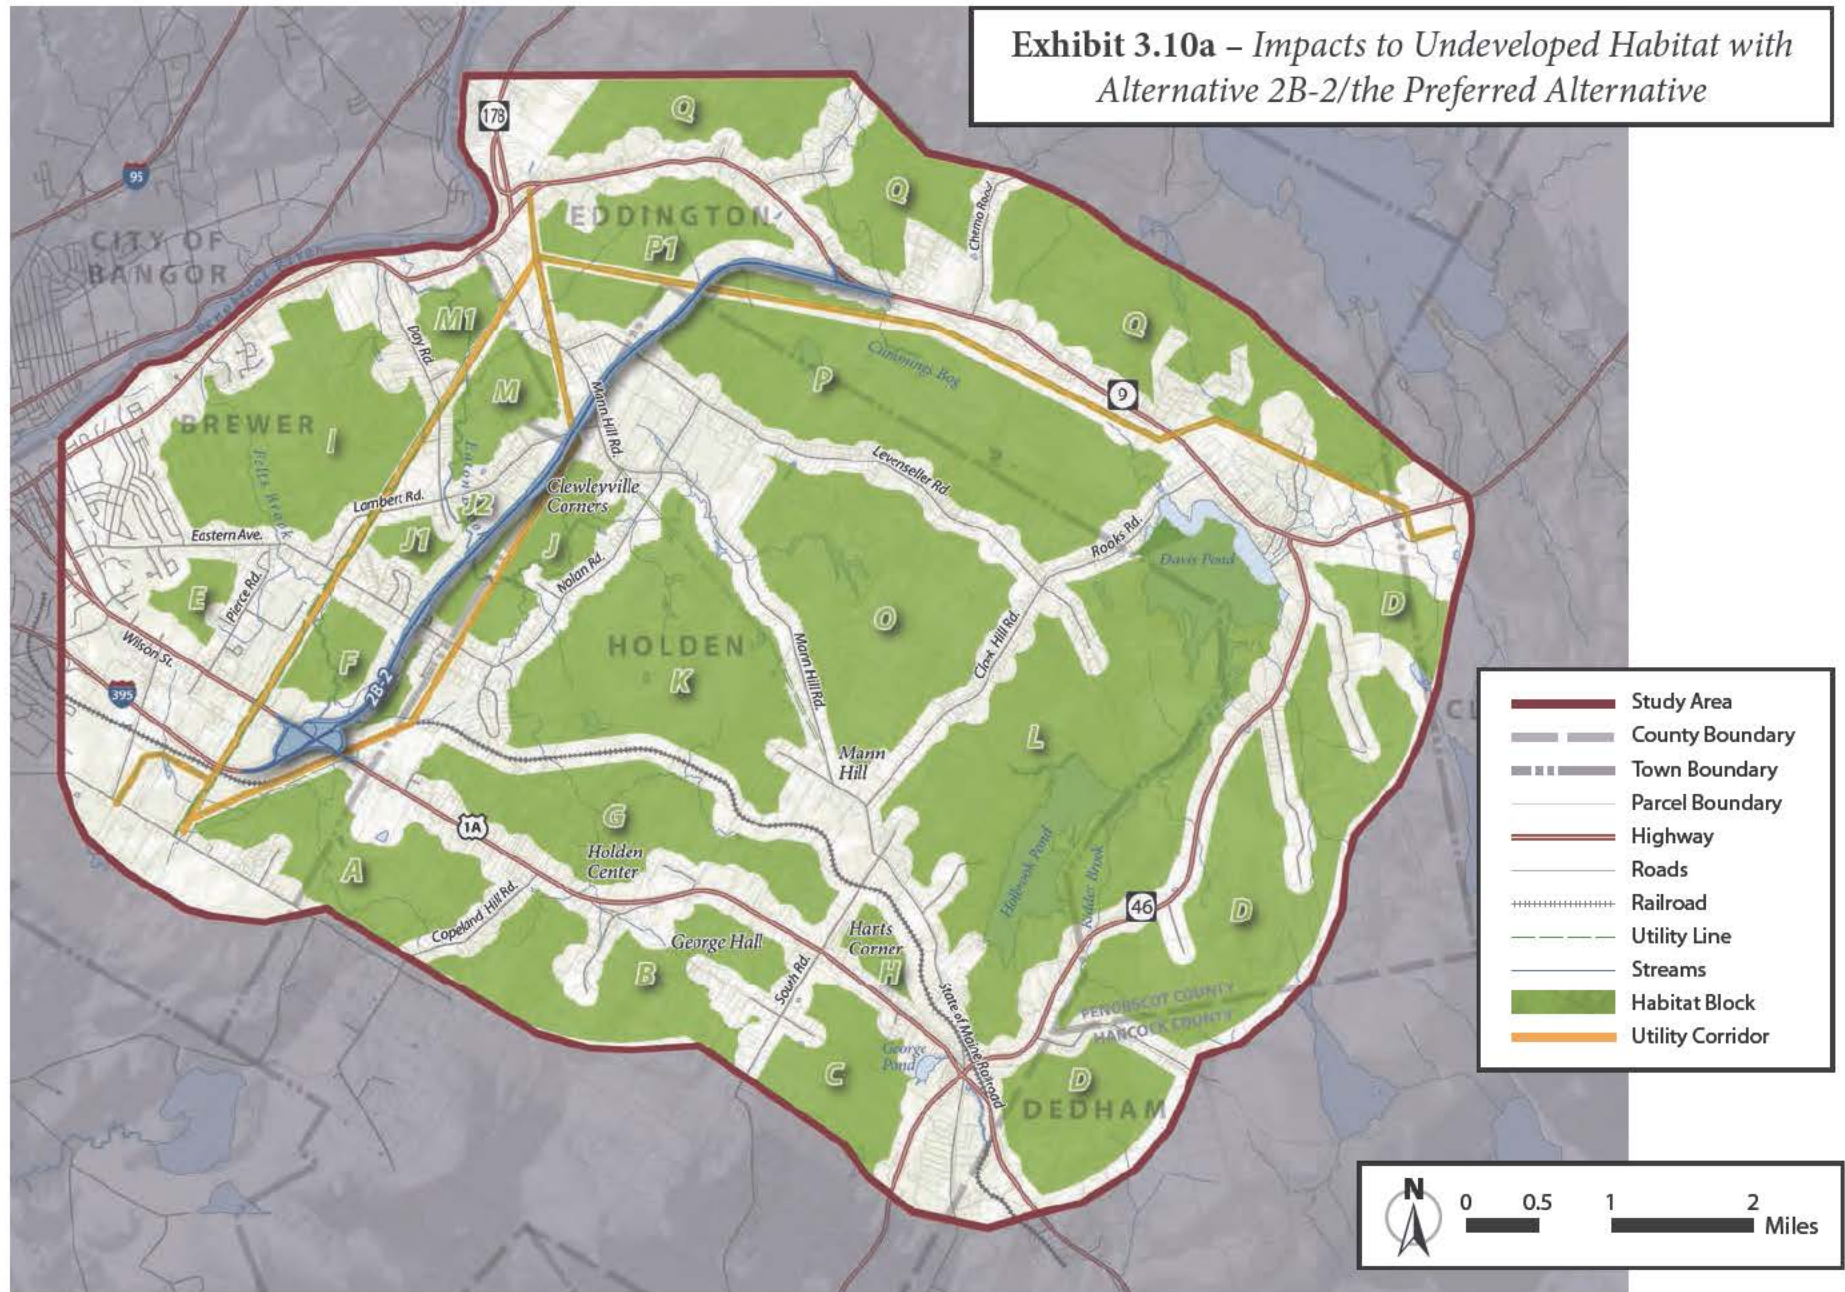 Exhibit 3.10a – Impacts to Undeveloped Habitat with
Alternative 2B-2/the Preferred Alternative
178
Q
95
Q
Chemo Road
EDDINGTON
CITY OF
BANGOR
P1
Penobscot River
M1
Q
Day Rd.
Cummings Bog
P
M
Mann Hill Rd.
9
BREWER
I
Felts Brook
Levenseller Rd.
Lambert Rd.
J2
Clewleyville
Corners
Eastern Ave.
J1
J
Rooks Rd.
Davis Pond
Nolan Rd.
E
Pierce Rd.
D
O
HOLDEN
Wilson St.
F
Mann Hill Rd.
Clark Hill Rd.
K
2B-2
395
L
Mann
Hill
G
1A
Holden
Center
A
Holbrook Pond
Kidder Brook
Copeland Hill Rd.
46
D
George Hall
Harts
Corner
B
South Rd.
H
State of Maine Railroad
PENOBSCOT COUNTY
HANCOCK COUNTY
George
Pond
C
D
DEDHAM
CL
Study Area
County Boundary
Town Boundary
Parcel Boundary
Highway
Roads
Railroad
Utility Line
Streams
Habitat Block
Utility Corridor
N
0 0.5 1 2
Miles